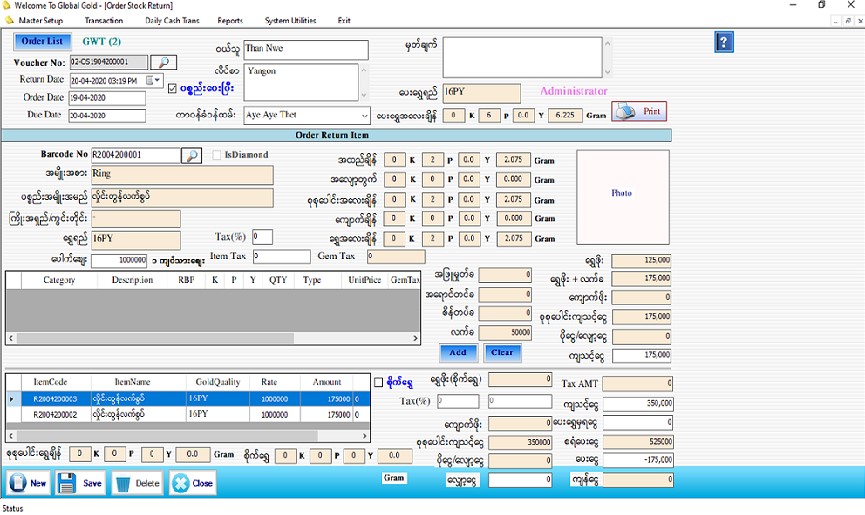 Welcome To Global Gold - [Order Stock Return]
Master Setup Transaction Daily Cash Trans Reports System Utilities Exit
Order List GWT (2)
Voucher No: 02-OS1904200001
Return Date 20-04-2020 03:19 PM
Order Date 19-04-2020
Due Date 20-04-2020
ပစ္စည်းပေးပြီး
ဝယ်သူ Than Nwe
လိပ်စာ Yangon
တာဝန်ခံဝန်ထမ်း Aye Aye Thet
မှတ်ချက်
ပေးရွှေရည် 16PY Administrator
ပေးရွှေအလေးချိန် 0 K 6 P 0.0 Y 6.225 Gram Print
Order Return Item
Barcode No R2004200001 IsDiamond
အမျိုးအစား Ring
ပစ္စည်းအမျိုးအမည် လှိုင်းတွန့်လက်စွပ်
ကြိုးအရှည်/ကွင်းတိုင်း -
ရွှေရည် 16PY Tax(%) 0
ပေါက်ဈေး 1000000 ၁ ကျပ်သားဈေး Item Tax 0 Gem Tax 0
အထည်ချိန် 0 K 2 P 0.0 Y 2.075 Gram
အလျော့တွက် 0 K 0 P 0.0 Y 0.000 Gram
စုစုပေါင်းအလေးချိန် 0 K 2 P 0.0 Y 2.075 Gram
ကျောက်ချိန် 0 K 0 P 0.0 Y 0.000 Gram
ရွှေအလေးချိန် 0 K 2 P 0.0 Y 2.075 Gram
Photo
Category Description RBF K P Y QTY Type UnitPrice GemTax
အဖြူမှုတ်ခ 0
အရောင်တင်ခ 0
စိန်တပ်ခ 0
လက်ခ 50000
Add Clear
ရွှေဖိုး 125,000
ရွှေဖိုး + လက်ခ 175,000
ကျောက်ဖိုး 0
စုစုပေါင်းကျသင့်ငွေ 175,000
ပိုငွေ/လျော့ငွေ 0
ကျသင့်ငွေ 175,000
ItemCode ItemName GoldQuality Rate Amount
R2004200003 လှိုင်းတွန့်လက်စွပ် 16PY 1000000 175000 0
R2004200002 လှိုင်းတွန့်လက်စွပ် 16PY 1000000 175000 0
စုစုပေါင်းရွှေချိန် 0 K 0 P 0 Y 0.0 Gram
စိုက်ရွှေ 0 K 0 P 0 Y 0.0
Gram
စိုက်ရွှေ ရွှေဖိုး(စိုက်ရွှေ) 0
Tax(%) 0 0
ကျောက်ဖိုး 0
စုစုပေါင်းကျသင့်ငွေ 350000
ပိုငွေ/လျော့ငွေ 0
လျှော့ငွေ 0
Tax AMT 0
ကျသင့်ငွေ 350,000
ပေးရွှေမှရငွေ 0
စရံပေးငွေ 525000
ပေးငွေ -175,000
ကျန်ငွေ 0
New Save Delete Close
Status